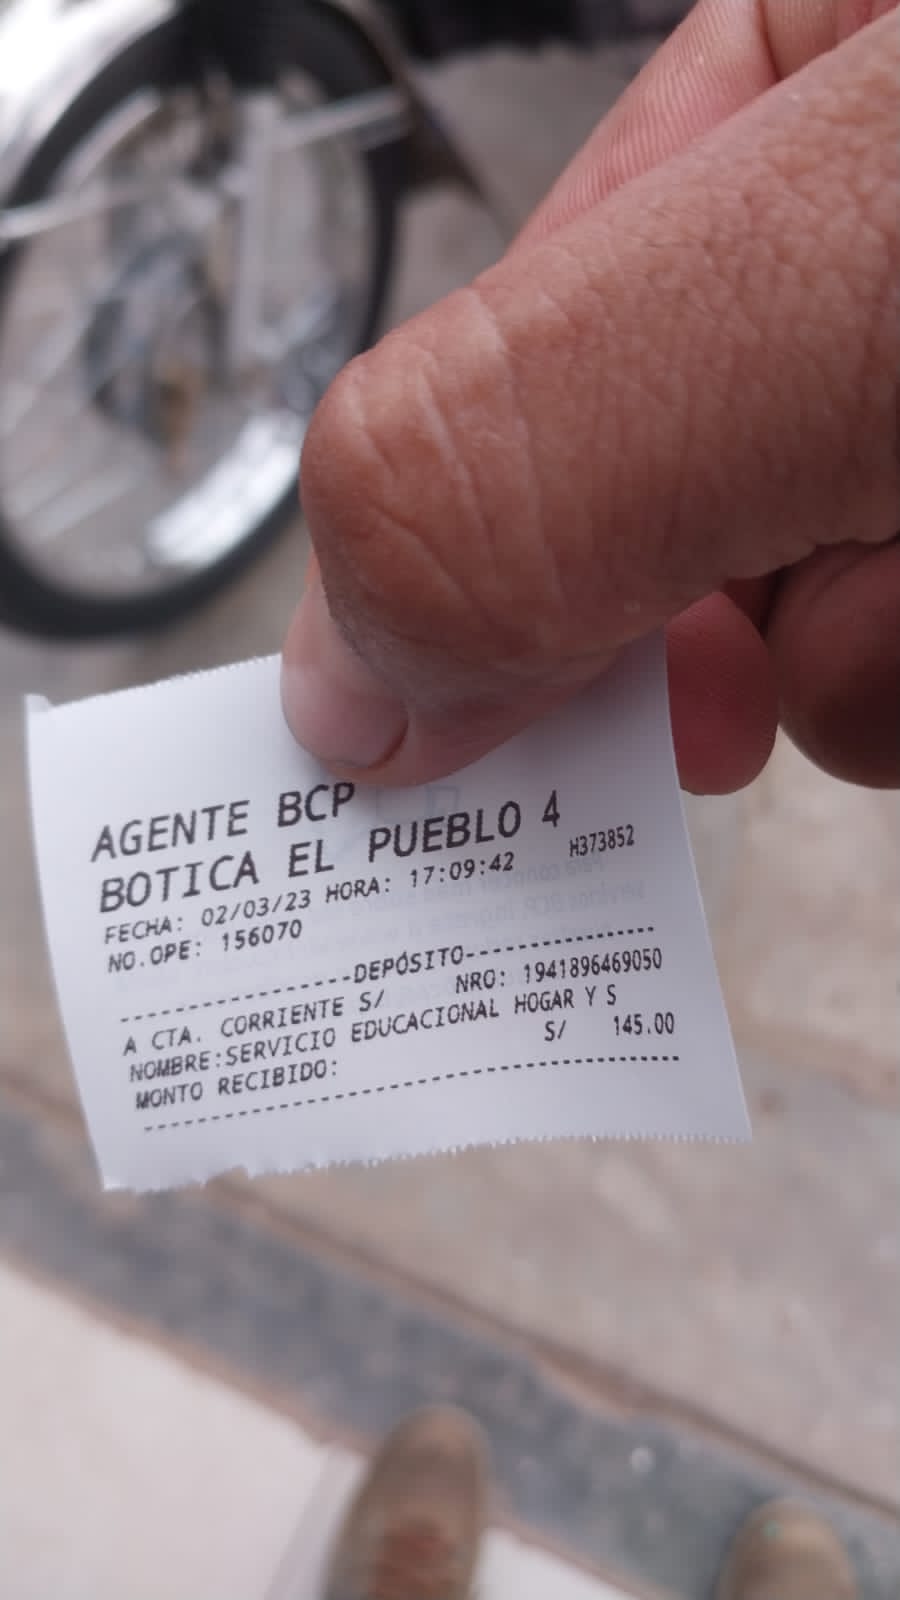 AGENTE BCP
BOTICA EL PUEBLO 4
FECHA: 02/03/23 HORA: 17:09:42 H373852
NO.OPE: 156070
-----------------DEPÓSITO-----------------
A CTA. CORRIENTE S/ NRO: 1941896469050
NOMBRE:SERVICIO EDUCACIONAL HOGAR Y S
MONTO RECIBIDO: S/ 145.00